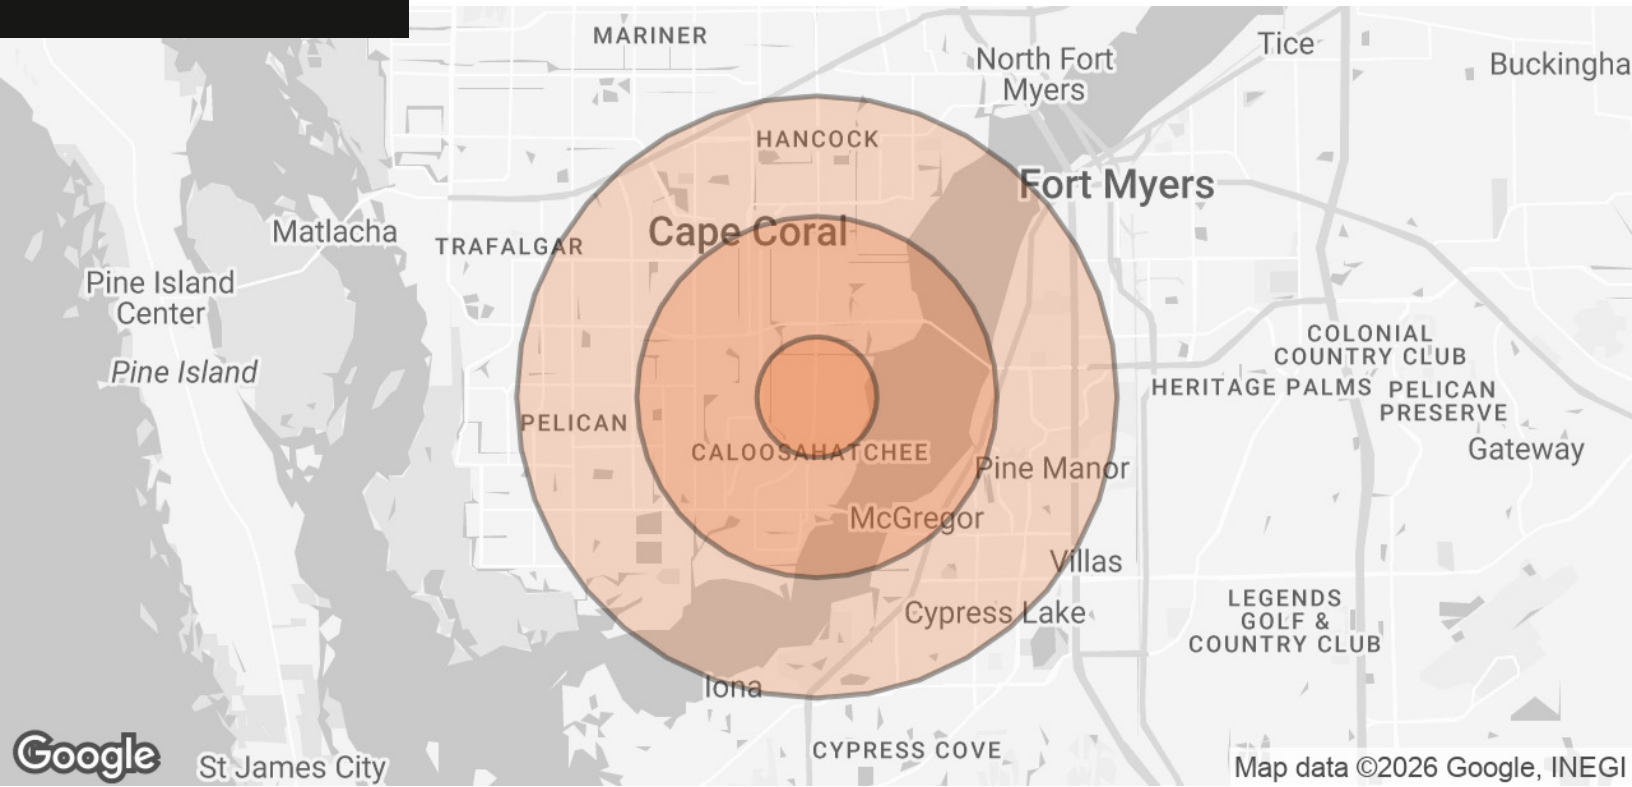 MARINER
North Fort
Myers
Tice
Buckingha
HANCOCK
Fort Myers
Matlacha
TRAFALGAR
Cape Coral
Pine Island
Center
COLONIAL
COUNTRY CLUB
Pine Island
HERITAGE PALMS
PELICAN
PRESERVE
PELICAN
CALOOSAHATCHEE
Gateway
Pine Manor
McGregor
Villas
LEGENDS
GOLF &
COUNTRY CLUB
Cypress Lake
Iona
CYPRESS COVE
Google
St James City
Map data ©2026 Google, INEGI